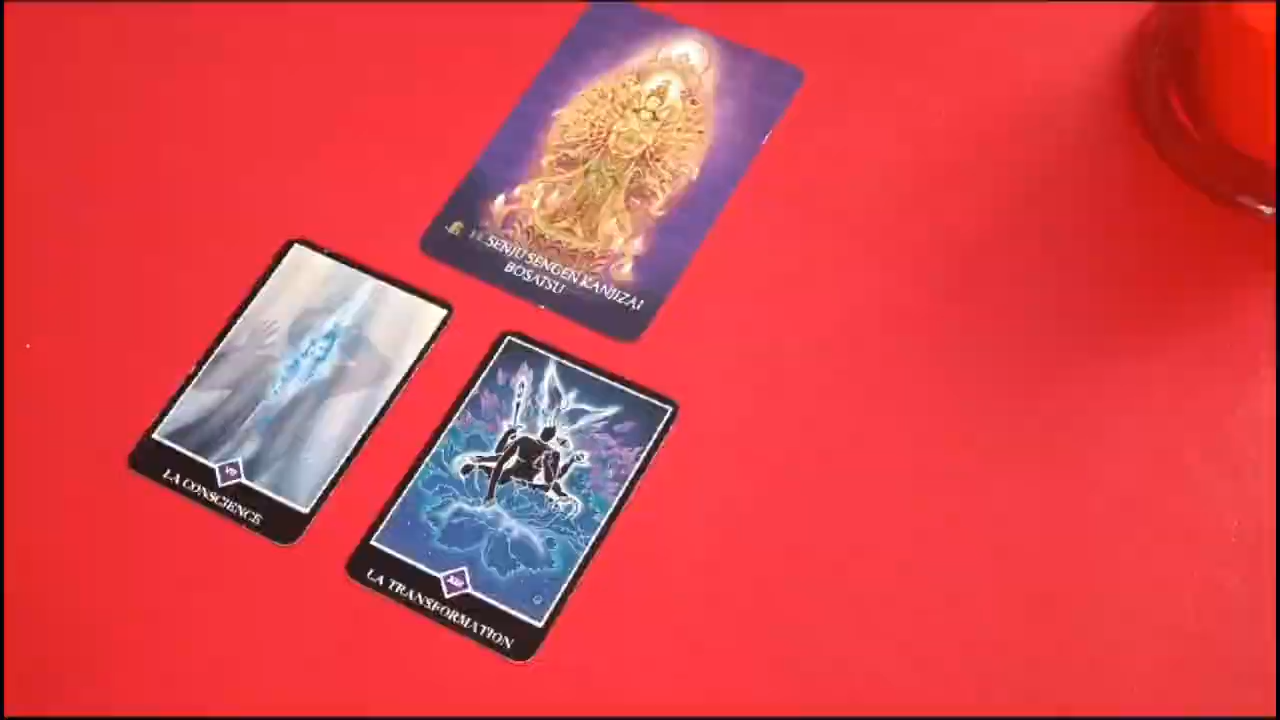 SENJU SENGEN KANJIZAI
BOSATSU
LA CONSCIENCE
LA TRANSFORMATION